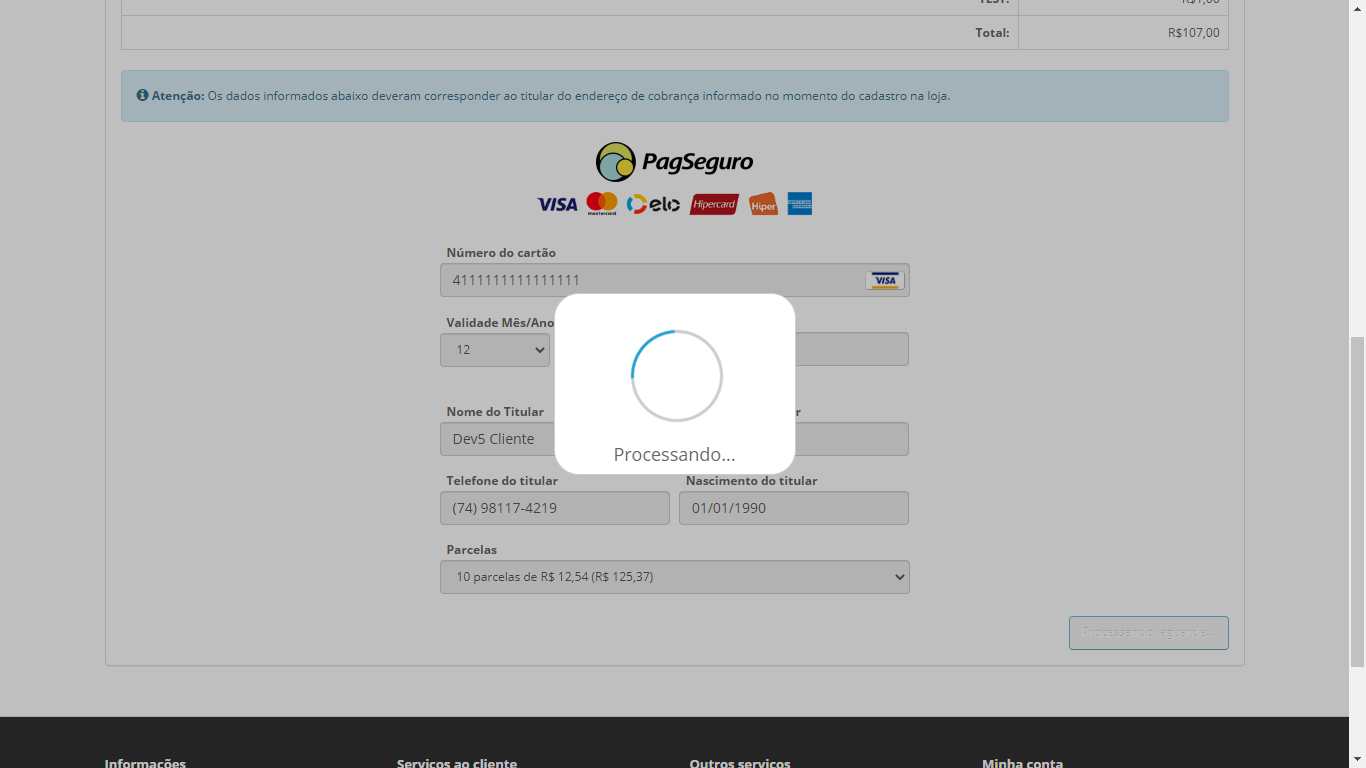 TEST: R$1,00
Total: R$107,00
Atenção: Os dados informados abaixo deveram corresponder ao titular do endereço de cobrança informado no momento do cadastro na loja.
PagSeguro
VISA mastercard elo Hipercard Hiper AMERICAN EXPRESS
Número do cartão
4111111111111111 VISA
Validade Mês/Ano
12
Nome do Titular r
Dev5 Cliente
Processando...
Telefone do titular Nascimento do titular
(74) 98117-4219 01/01/1990
Parcelas
10 parcelas de R$ 12,54 (R$ 125,37)
Processando, aguarde...
Informações Serviços ao cliente Outros serviços Minha conta